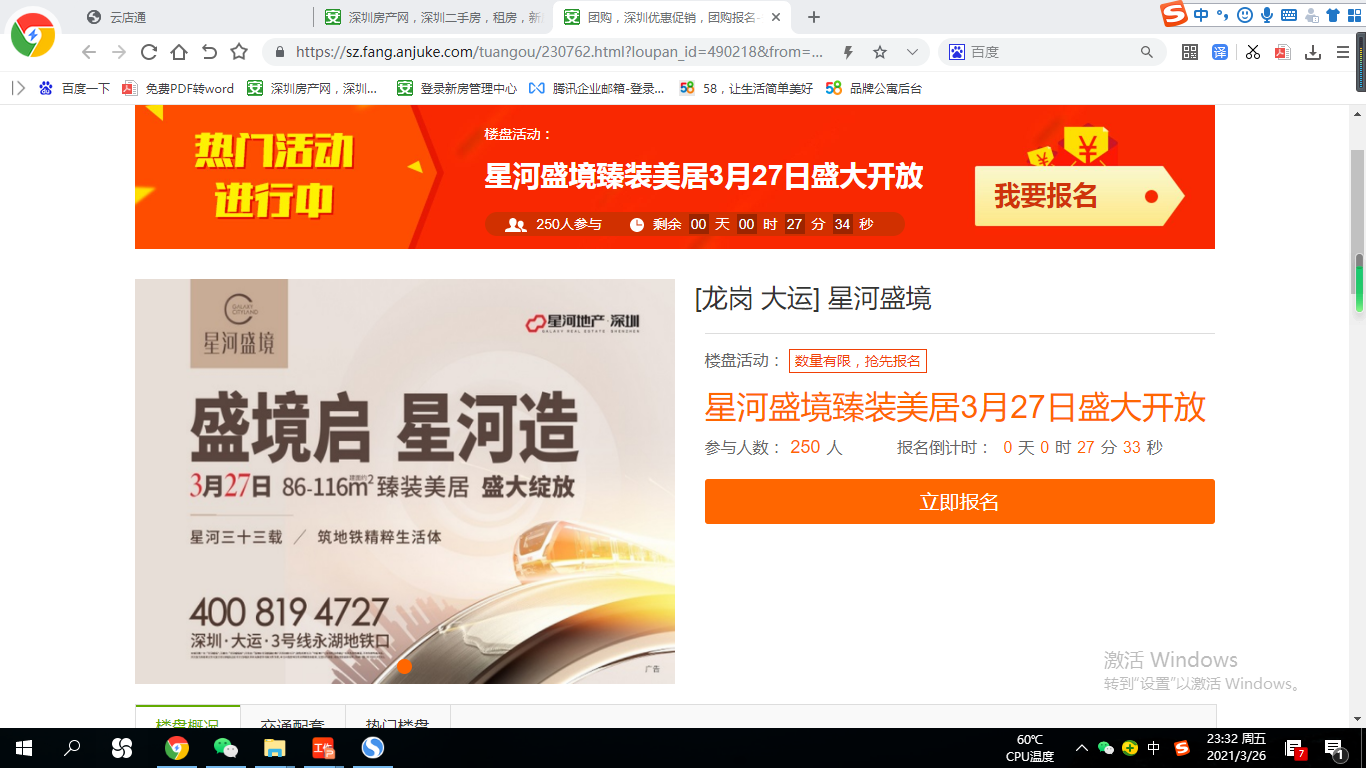 云店通
深圳房产网，深圳二手房，租房，新
团购，深圳优惠促销，团购报名-
中
https://sz.fang.anjuke.com/tuangou/230762.html?loupan_id=490218&from=...
百度
译
百度一下
免费PDF转word
深圳房产网，深圳...
登录新房管理中心
腾讯企业邮箱-登录...
58，让生活简单美好
品牌公寓后台
热门活动
进行中
楼盘活动：
星河盛境臻装美居3月27日盛大开放
250人参与 剩余 00 天 00 时 27 分 34 秒
我要报名
GALAXY
CITYLAND
星河盛境
星河地产·深圳
GALAXY REAL ESTATE SHENZHEN
盛境启 星河造
3月27日 86-116m²臻装美居 盛大绽放
星河三十三载 ／ 筑地铁精粹生活体
400 819 4727
深圳·大运·3号线永湖地铁口
广告
[龙岗 大运] 星河盛境
楼盘活动： 数量有限，抢先报名
星河盛境臻装美居3月27日盛大开放
参与人数： 250 人 报名倒计时： 0 天 0 时 27 分 33 秒
立即报名
激活 Windows
转到"设置"以激活 Windows。
楼盘概况
交通配套
热门楼盘
60℃
CPU温度
中
23:32 周五
2021/3/26
7
1